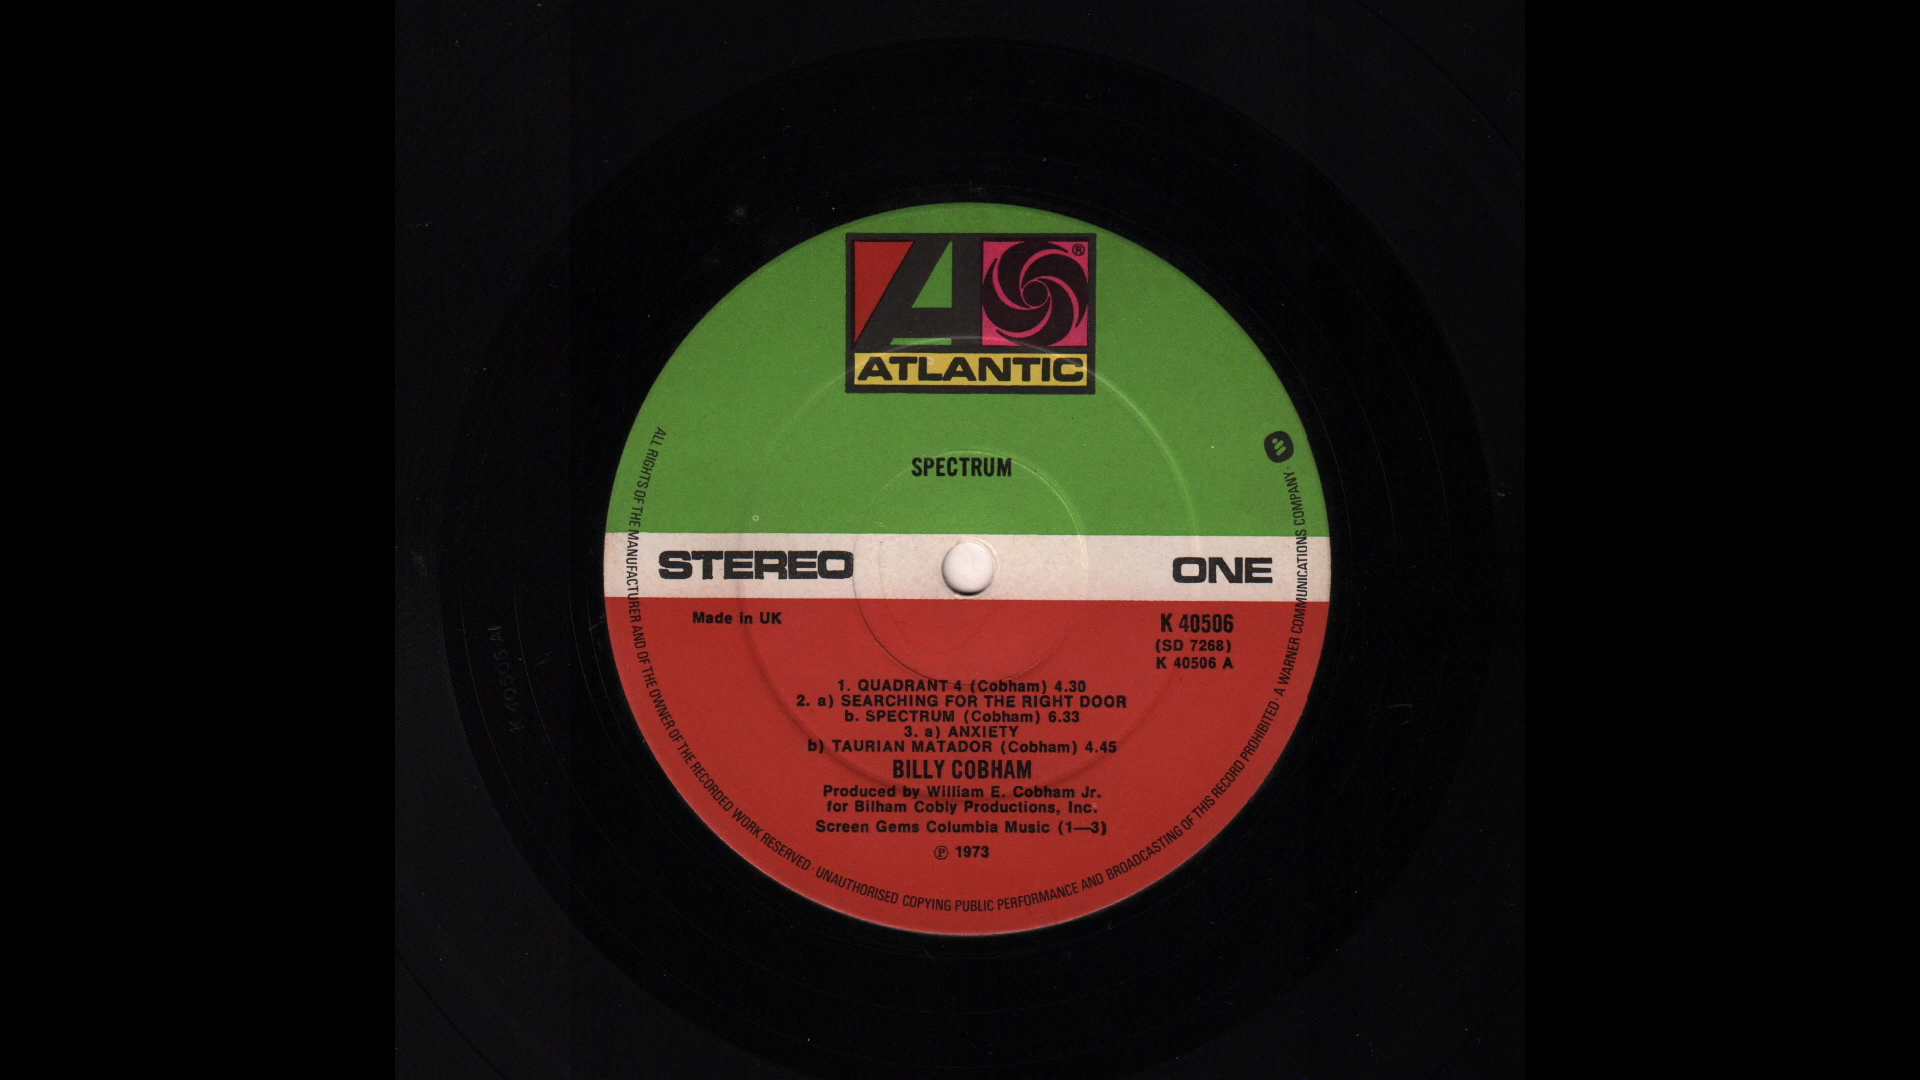 ®
ATLANTIC
SPECTRUM
STEREO
ONE
Made in UK
K 40506
(SD 7268)
K 40506 A
1. QUADRANT 4 (Cobham) 4.30
2. a) SEARCHING FOR THE RIGHT DOOR
b. SPECTRUM (Cobham) 6.33
3. a) ANXIETY
b) TAURIAN MATADOR (Cobham) 4.45
BILLY COBHAM
Produced by William E. Cobham Jr.
for Bilham Cobly Productions, Inc.
Screen Gems Columbia Music (1—3)
℗ 1973
ALL RIGHTS OF THE MANUFACTURER AND OF THE OWNER OF THE RECORDED WORK RESERVED · UNAUTHORISED COPYING PUBLIC PERFORMANCE AND BROADCASTING OF THIS RECORD PROHIBITED · A WARNER COMMUNICATIONS COMPANY ·
K 40506 A1